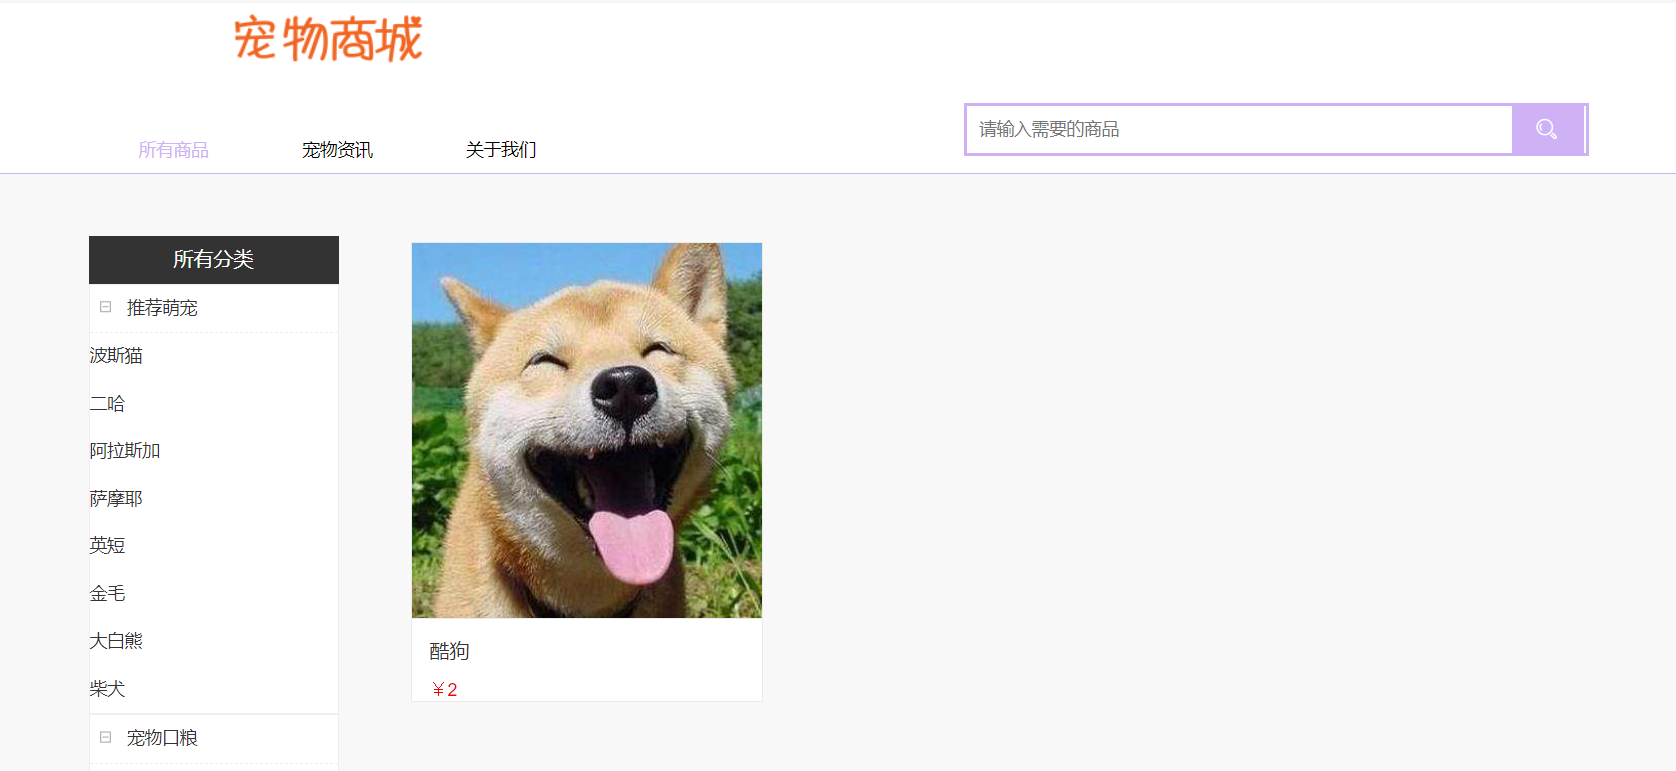 宠物商城
所有商品 宠物资讯 关于我们
请输入需要的商品
所有分类
推荐萌宠
波斯猫
二哈
阿拉斯加
萨摩耶
英短
金毛
大白熊
柴犬
宠物口粮
酷狗
￥2